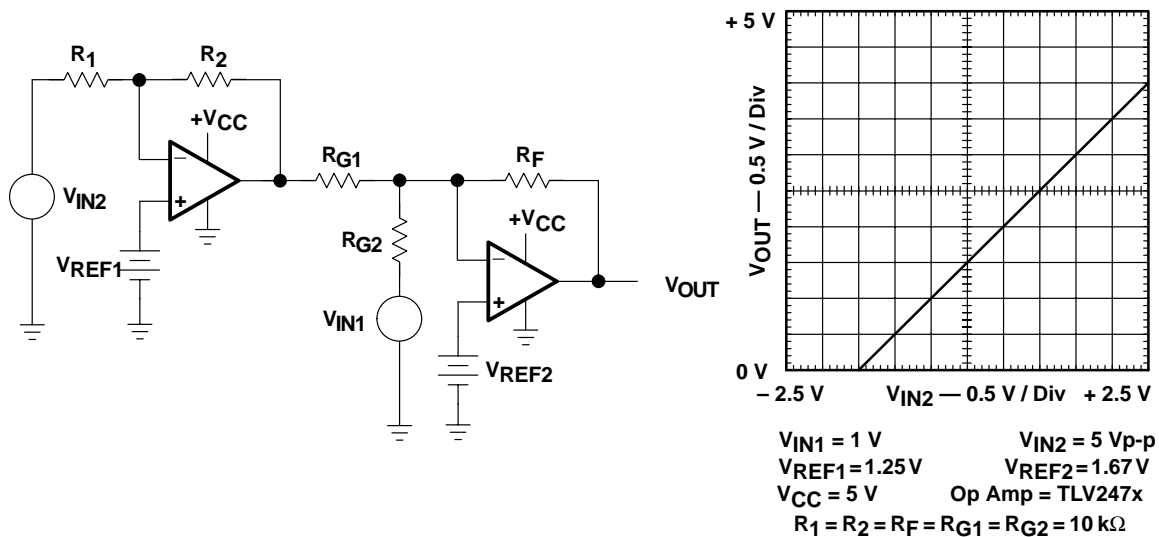 R1
R2
+VCC
−
+
VIN2
VREF1
RG1
RG2
VIN1
RF
+VCC
−
+
VREF2
VOUT
+ 5 V
VOUT — 0.5 V / Div
0 V
– 2.5 V
VIN2 — 0.5 V / Div
+ 2.5 V
VIN1 = 1 V
VIN2 = 5 Vp-p
VREF1 = 1.25 V
VREF2 = 1.67 V
VCC = 5 V
Op Amp = TLV247x
R1 = R2 = RF = RG1 = RG2 = 10 kΩ